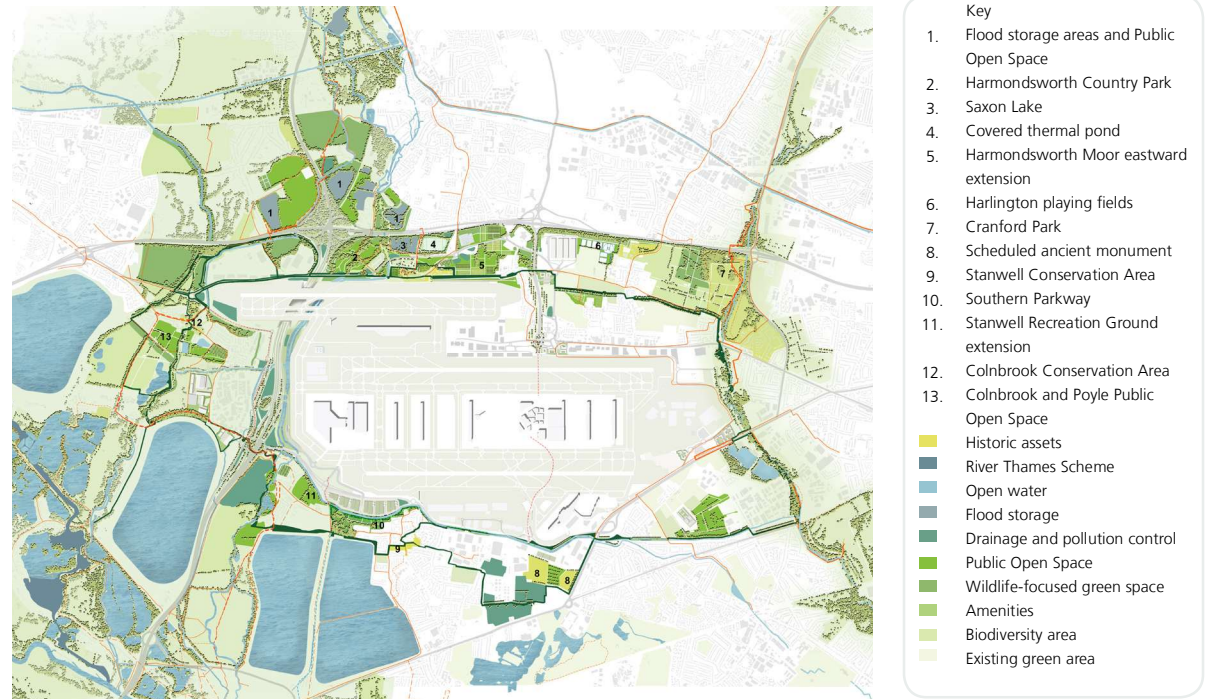 Key
1. Flood storage areas and Public
Open Space
2. Harmondsworth Country Park
3. Saxon Lake
4. Covered thermal pond
5. Harmondsworth Moor eastward
extension
6. Harlington playing fields
7. Cranford Park
8. Scheduled ancient monument
9. Stanwell Conservation Area
10. Southern Parkway
11. Stanwell Recreation Ground
extension
12. Colnbrook Conservation Area
13. Colnbrook and Poyle Public
Open Space
Historic assets
River Thames Scheme
Open water
Flood storage
Drainage and pollution control
Public Open Space
Wildlife-focused green space
Amenities
Biodiversity area
Existing green area
1
1
1
2
3
4
5
6
7
12
13
11
10
9
8
8